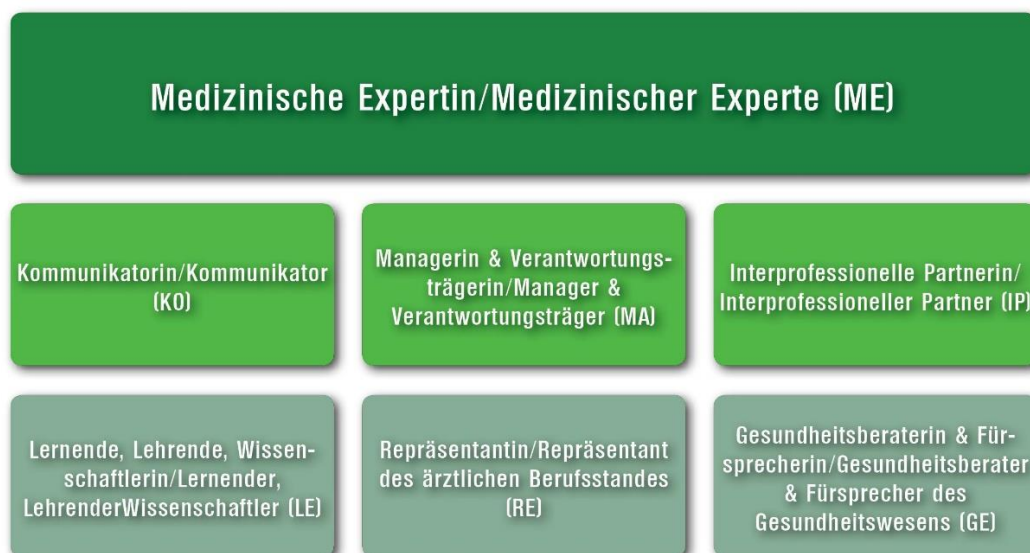 Medizinische Expertin/Medizinischer Experte (ME)
Kommunikatorin/Kommunikator
(KO)
Managerin & Verantwortungs-
trägerin/Manager &
Verantwortungsträger (MA)
Interprofessionelle Partnerin/
Interprofessioneller Partner (IP)
Lernende, Lehrende, Wissen-
schaftlerin/Lernender,
LehrenderWissenschaftler (LE)
Repräsentantin/Repräsentant
des ärztlichen Berufsstandes
(RE)
Gesundheitsberaterin & Für-
sprecherin/Gesundheitsberater
& Fürsprecher des
Gesundheitswesens (GE)